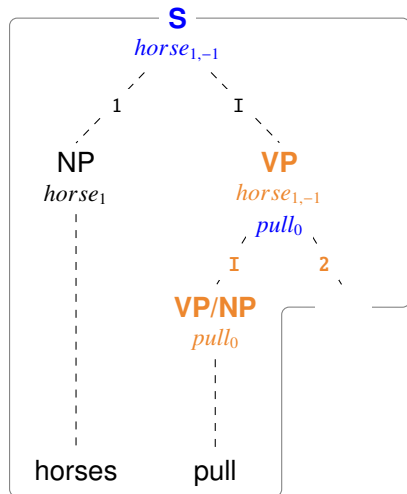 S
horse₁,₋₁
1 I
NP VP
horse₁ horse₁,₋₁
pull₀
I 2
VP/NP
pull₀
horses pull